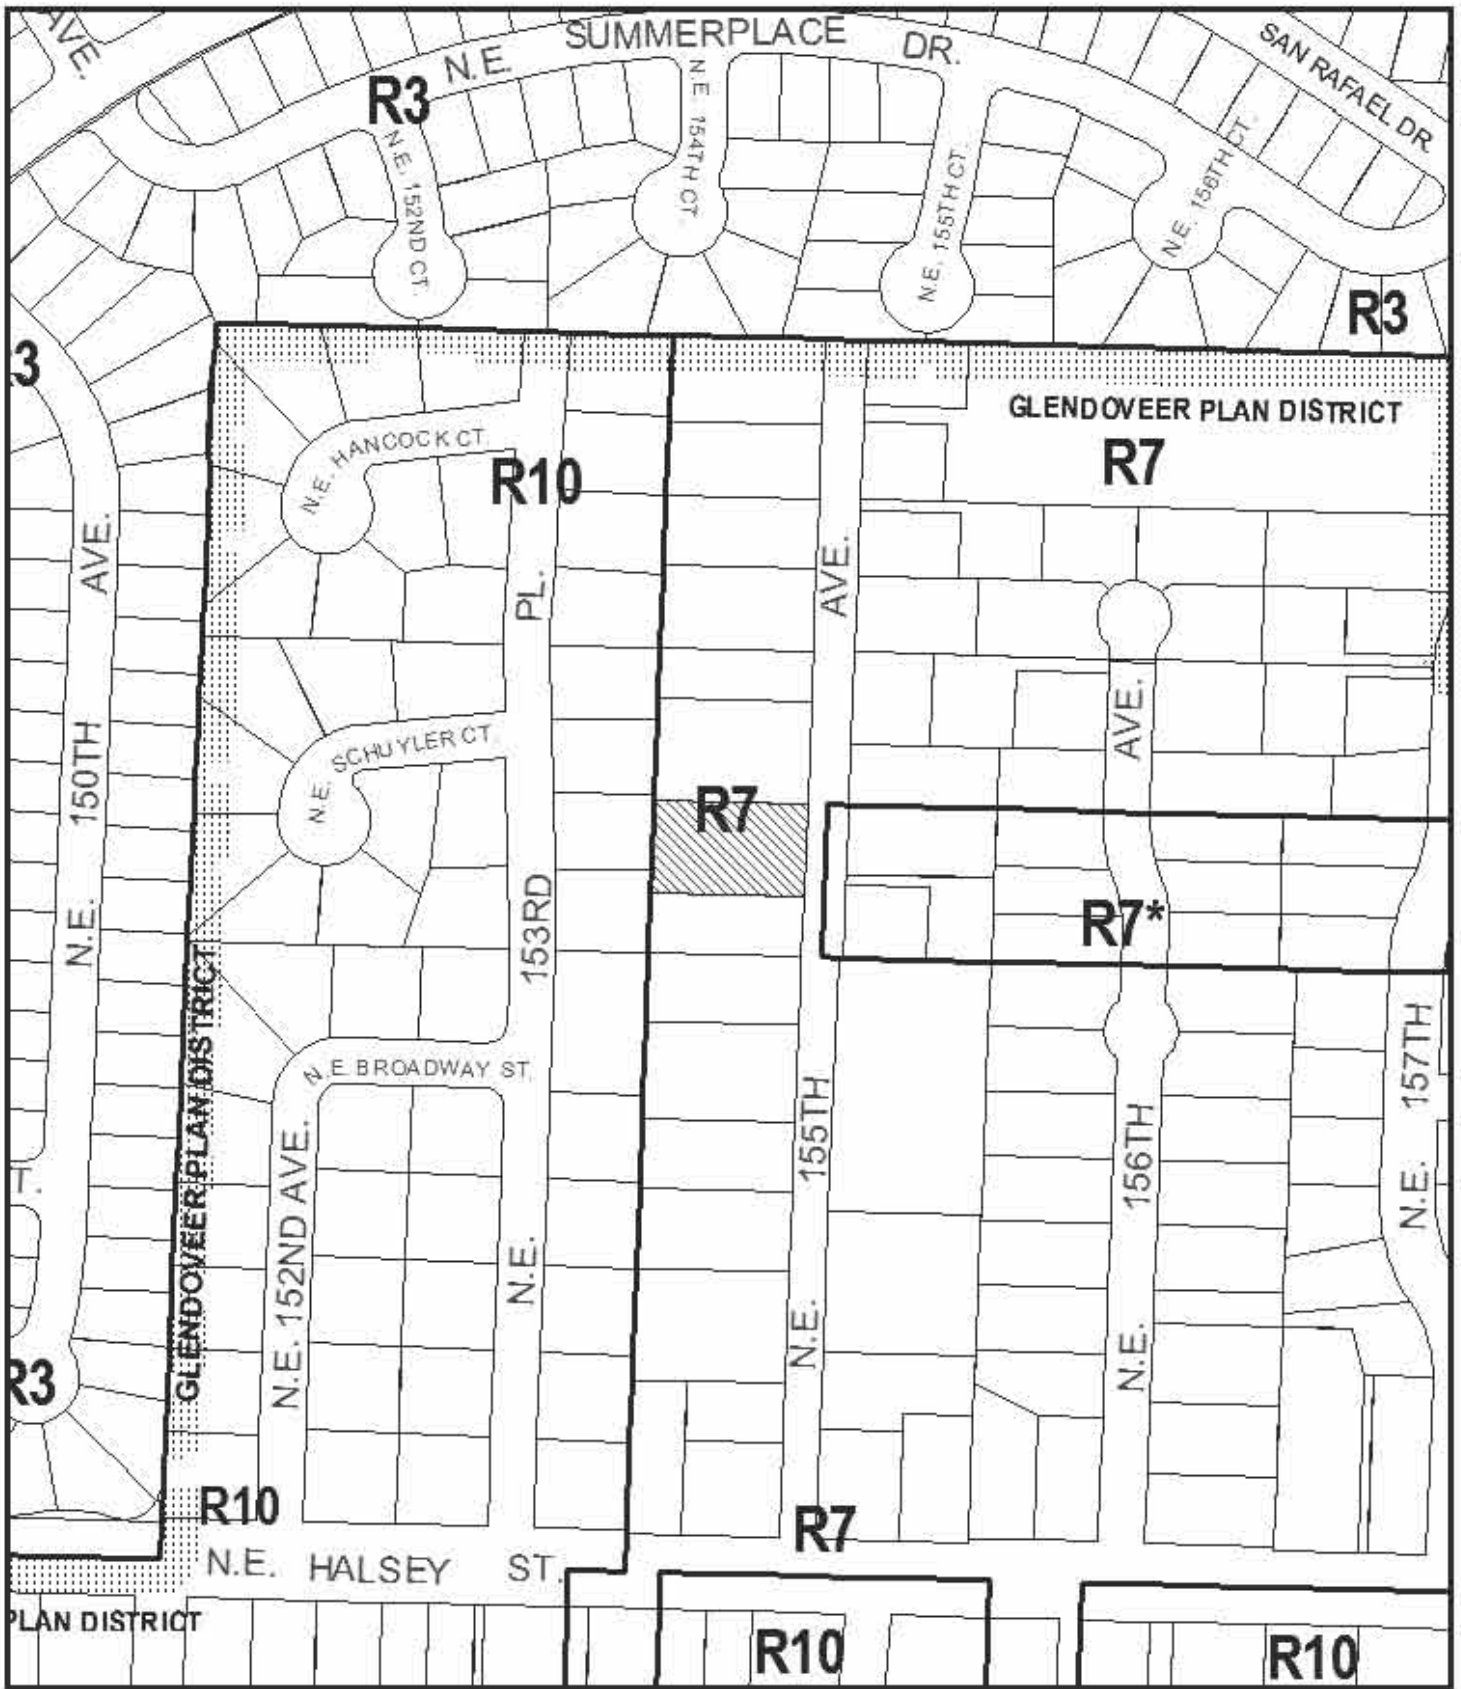 AVE.
SUMMERPLACE
DR.
N.E.
SAN RAFAEL DR.
R3
N.E. 154TH CT.
N.E. 152ND CT.
N.E. 155TH CT.
N.E. 156TH CT.
R3
GLENDOVEER PLAN DISTRICT
R7
N.E. HANCOCK CT.
R10
AVE.
PL.
AVE.
AVE.
N.E. SCHUYLER CT.
150TH
R7
153RD
R7*
N.E.
GLENDOVEER PLAN DISTRICT
N.E. BROADWAY ST.
157TH
155TH
156TH
N.E. 152ND AVE.
N.E.
N.E.
T.
N.E.
N.E.
R3
R10
R7
N.E. HALSEY ST.
PLAN DISTRICT
R10
R10